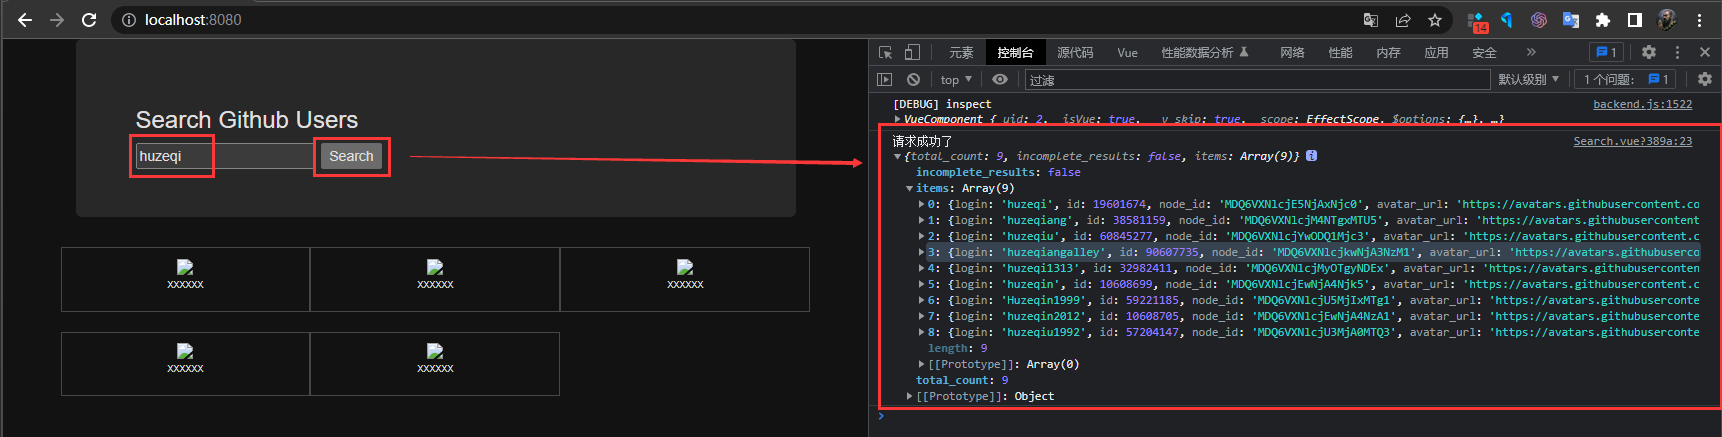 localhost:8080
14
元素 控制台 源代码 Vue 性能数据分析 网络 性能 内存 应用 安全 » 1
top 过滤 默认级别 1 个问题: 1
Search Github Users
huzeqi Search
xxxxxx xxxxxx xxxxxx
xxxxxx xxxxxx
[DEBUG] inspect backend.js:1522
VueComponent {_uid: 2, _isVue: true, __v_skip: true, _scope: EffectScope, $options: {…}, …}
请求成功了 Search.vue?389a:23
{total_count: 9, incomplete_results: false, items: Array(9)} i
incomplete_results: false
items: Array(9)
0: {login: 'huzeqi', id: 19601674, node_id: 'MDQ6VXNlcjE5NjAxNjc0', avatar_url: 'https://avatars.githubusercontent.co
1: {login: 'huzeqiang', id: 38581159, node_id: 'MDQ6VXNlcjM4NTgxMTU5', avatar_url: 'https://avatars.githubusercontent
2: {login: 'huzeqiu', id: 60845277, node_id: 'MDQ6VXNlcjYwODQ1Mjc3', avatar_url: 'https://avatars.githubusercontent.c
3: {login: 'huzeqiangalley', id: 90607735, node_id: 'MDQ6VXNlcjkwNjA3NzM1', avatar_url: 'https://avatars.githubuserco
4: {login: 'huzeqi1313', id: 32982411, node_id: 'MDQ6VXNlcjMyOTgyNDEx', avatar_url: 'https://avatars.githubuserconten
5: {login: 'huzeqin', id: 10608699, node_id: 'MDQ6VXNlcjEwNjA4Njk5', avatar_url: 'https://avatars.githubusercontent.c
6: {login: 'Huzeqin1999', id: 59221185, node_id: 'MDQ6VXNlcjU5MjIxMTg1', avatar_url: 'https://avatars.githubuserconte
7: {login: 'huzeqin2012', id: 10608705, node_id: 'MDQ6VXNlcjEwNjA4NzA1', avatar_url: 'https://avatars.githubuserconte
8: {login: 'huzeqiu1992', id: 57204147, node_id: 'MDQ6VXNlcjU3MjA0MTQ3', avatar_url: 'https://avatars.githubuserconte
length: 9
[[Prototype]]: Array(0)
total_count: 9
[[Prototype]]: Object